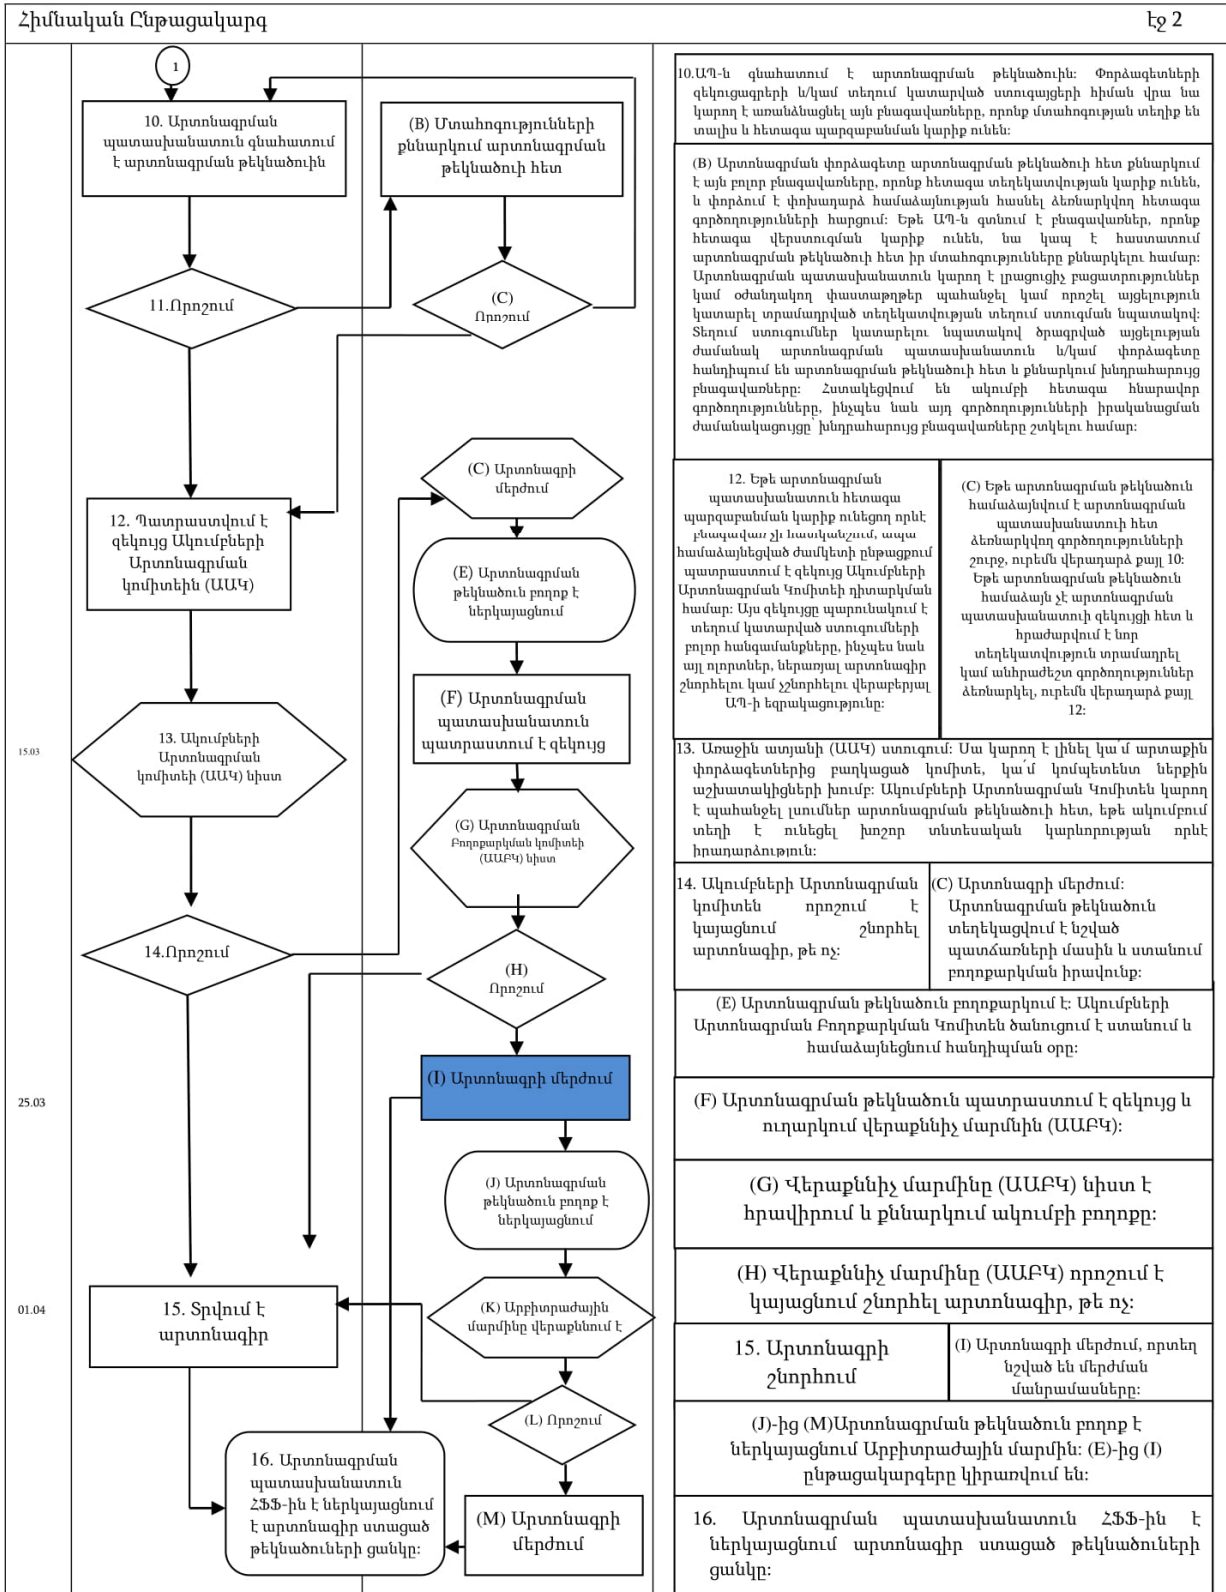 Հիմնական Ընթացակարգ
էջ 2
1
10. Արտոնագրման
պատասխանատուն գնահատում
է արտոնագրման թեկնածուին
(B) Մտահոգությունների
քննարկում արտոնագրման
թեկնածուի հետ
11.Որոշում
(C)
Որոշում
(C) Արտոնագրի
մերժում
12. Պատրաստվում է
զեկույց Ակումբների
Արտոնագրման
կոմիտեին (ԱԱԿ)
(E) Արտոնագրման
թեկնածուն բողոք է
ներկայացնում
(F) Արտոնագրման
պատասխանատուն
պատրաստում է զեկույց
15.03
13. Ակումբների
Արտոնագրման
կոմիտեի (ԱԱԿ) նիստ
(G) Արտոնագրման
Բողոքարկման կոմիտեի
(ԱԱԲԿ) նիստ
14.Որոշում
(H)
Որոշում
(I) Արտոնագրի մերժում
25.03
(J) Արտոնագրման
թեկնածուն բողոք է
ներկայացնում
01.04
15. Տրվում է
արտոնագիր
(K) Արբիտրաժային
մարմինը վերաքննում է
(L) Որոշում
16. Արտոնագրման
պատասխանատուն
ՀՖՖ-ին է ներկայացնում
է արտոնագիր ստացած
թեկնածուների ցանկը:
(M) Արտոնագրի
մերժում
10.ԱՊ-ն գնահատում է արտոնագրման թեկնածուին: Փորձագետների
զեկուցագրերի և/կամ տեղում կատարված ստուգայցերի հիման վրա նա
կարող է առանձնացնել այն բնագավառները, որոնք մտահոգության տեղիք են
տալիս և հետագա պարզաբանման կարիք ունեն:
(B) Արտոնագրման փորձագետը արտոնագրման թեկնածուի հետ քննարկում
է այն բոլոր բնագավառները, որոնք հետագա տեղեկատվության կարիք ունեն,
և փորձում է փոխադարձ համաձայնության հասնել ձեռնարկվող հետագա
գործողությունների հարցում: Եթե ԱՊ-ն գտնում է բնագավառներ, որոնք
հետագա վերստուգման կարիք ունեն, նա կապ է հաստատում
արտոնագրման թեկնածուի հետ իր մտահոգությունները քննարկելու համար:
Արտոնագրման պատասխանատուն կարող է լրացուցիչ բացատրություններ
կամ օժանդակող փաստաթղթեր պահանջել կամ որոշել այցելություն
կատարել տրամադրված տեղեկատվության տեղում ստուգման նպատակով:
Տեղում ստուգումներ կատարելու նպատակով ծրագրված այցելության
ժամանակ արտոնագրման պատասխանատուն և/կամ փորձագետը
հանդիպում են արտոնագրման թեկնածուի հետ և քննարկում խնդրահարույց
բնագավառները: Հստակեցվում են ակումբի հետագա հնարավոր
գործողությունները, ինչպես նաև այդ գործողությունների իրականացման
ժամանակացույցը՝ խնդրահարույց բնագավառները շտկելու համար:
12. Եթե արտոնագրման
պատասխանատուն հետագա
պարզաբանման կարիք ունեցող որևէ
բնագավառ չի հատկանշում, ապա
համաձայնեցված ժամկետի ընթացքում
պատրաստում է զեկույց Ակումբների
Արտոնագրման Կոմիտեի դիտարկման
համար: Այս զեկույցը պարունակում է
տեղում կատարված ստուգումների
բոլոր հանգամանքները, ինչպես նաև
այլ ոլորտներ, ներառյալ արտոնագիր
շնորհելու կամ չշնորհելու վերաբերյալ
ԱՊ-ի եզրակացությունը:
(C) Եթե արտոնագրման թեկնածուն
համաձայնվում է արտոնագրման
պատասխանատուի հետ
ձեռնարկվող գործողությունների
շուրջ, ուրեմն վերադարձ քայլ 10:
Եթե արտոնագրման թեկնածուն
համաձայն չէ արտոնագրման
պատասխանատուի զեկույցի հետ և
հրաժարվում է նոր
տեղեկատվություն տրամադրել
կամ անհրաժեշտ գործողություններ
ձեռնարկել, ուրեմն վերադարձ քայլ
12:
13. Առաջին ատյանի (ԱԱԿ) ստուգում: Սա կարող է լինել կա՛մ արտաքին
փորձագետներից բաղկացած կոմիտե, կա՛մ կոմպետենտ ներքին
աշխատակիցների խումբ: Ակումբների Արտոնագրման Կոմիտեն կարող
է պահանջել լսումներ արտոնագրման թեկնածուի հետ, եթե ակումբում
տեղի է ունեցել խոշոր տնտեսական կարևորության որևէ
իրադարձություն:
14. Ակումբների Արտոնագրման
կոմիտեն որոշում է
կայացնում շնորհել
արտոնագիր, թե ոչ:
(C) Արտոնագրի մերժում:
Արտոնագրման թեկնածուն
տեղեկացվում է նշված
պատճառների մասին և ստանում
բողոքարկման իրավունք:
(E) Արտոնագրման թեկնածուն բողոքարկում է: Ակումբների
Արտոնագրման Բողոքարկման Կոմիտեն ծանուցում է ստանում և
համաձայնեցնում հանդիպման օրը:
(F) Արտոնագրման թեկնածուն պատրաստում է զեկույց և
ուղարկում վերաքննիչ մարմնին (ԱԱԲԿ):
(G) Վերաքննիչ մարմինը (ԱԱԲԿ) նիստ է
հրավիրում և քննարկում ակումբի բողոքը:
(H) Վերաքննիչ մարմինը (ԱԱԲԿ) որոշում է
կայացնում շնորհել արտոնագիր, թե ոչ:
15. Արտոնագրի
շնորհում
(I) Արտոնագրի մերժում, որտեղ
նշված են մերժման
մանրամասները:
(J)-ից (M)Արտոնագրման թեկնածուն բողոք է
ներկայացնում Արբիտրաժային մարմին: (E)-ից (I)
ընթացակարգերը կիրառվում են:
16. Արտոնագրման պատասխանատուն ՀՖՖ-ին է
ներկայացնում արտոնագիր ստացած թեկնածուների
ցանկը: